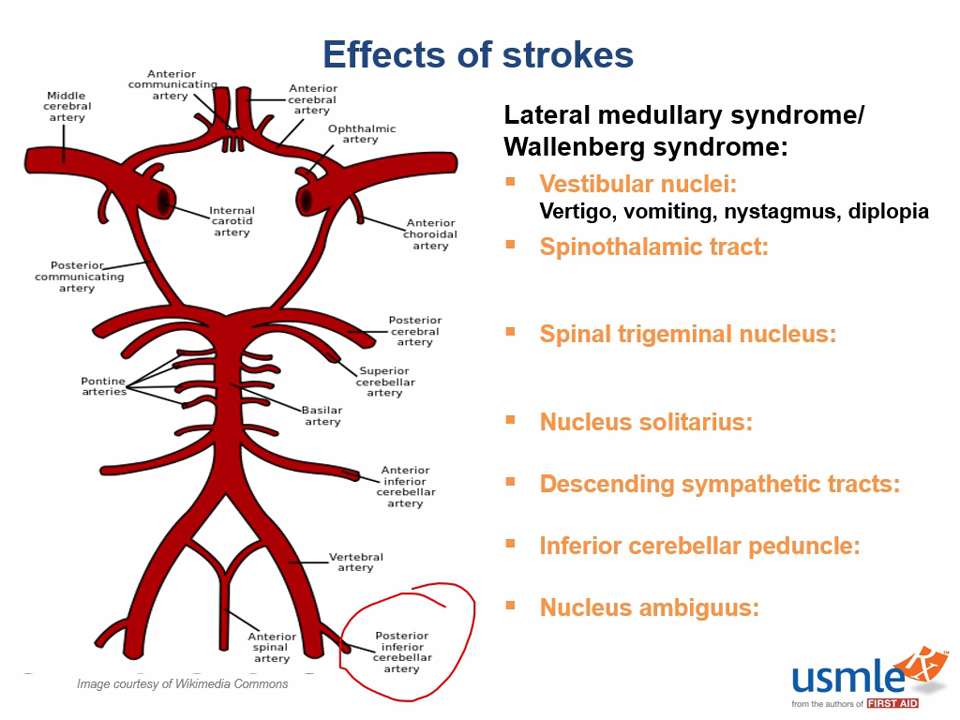 Effects of strokes
Anterior
communicating
artery
Middle
cerebral
artery
Anterior
cerebral
artery
Ophthalmic
artery
Internal
carotid
artery
Anterior
choroidal
artery
Posterior
communicating
artery
Posterior
cerebral
artery
Superior
cerebellar
artery
Pontine
arteries
Basilar
artery
Anterior
inferior
cerebellar
artery
Vertebral
artery
Anterior
spinal
artery
Posterior
inferior
cerebellar
artery
Image courtesy of Wikimedia Commons
Lateral medullary syndrome/
Wallenberg syndrome:
Vestibular nuclei:
Vertigo, vomiting, nystagmus, diplopia
Spinothalamic tract:
Spinal trigeminal nucleus:
Nucleus solitarius:
Descending sympathetic tracts:
Inferior cerebellar peduncle:
Nucleus ambiguus:
usmle Rx™
from the authors of FIRST AID